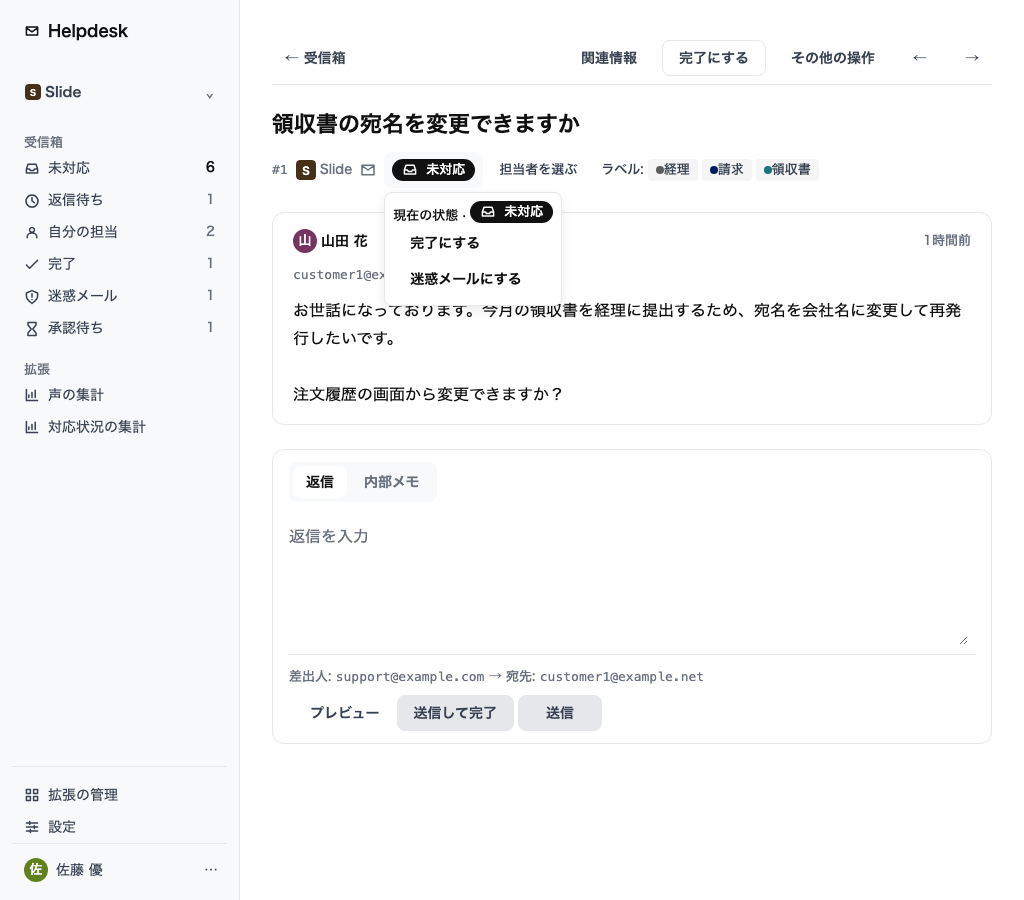 Helpdesk
S Slide
受信箱
未対応 6
返信待ち 1
自分の担当 2
完了 1
迷惑メール 1
承認待ち 1
拡張
声の集計
対応状況の集計
拡張の管理
設定
佐 佐藤 優 ···
← 受信箱 関連情報 完了にする その他の操作 ← →
領収書の宛名を変更できますか
#1 S Slide 未対応 担当者を選ぶ ラベル: 経理 請求 領収書
現在の状態 · 未対応
完了にする
迷惑メールにする
山 山田 花 1時間前
customer1@ex
お世話になっております。今月の領収書を経理に提出するため、宛名を会社名に変更して再発
行したいです。
注文履歴の画面から変更できますか？
返信 内部メモ
返信を入力
差出人: support@example.com → 宛先: customer1@example.net
プレビュー 送信して完了 送信